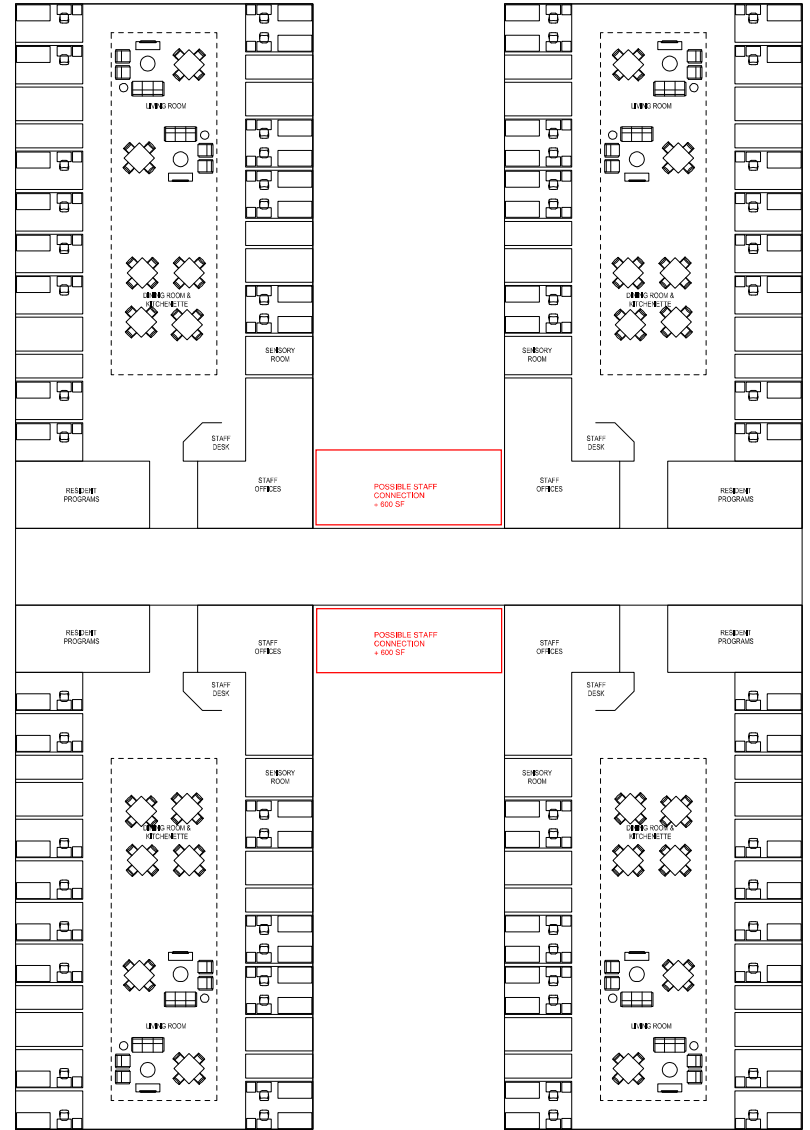 LIVING ROOM
LIVING ROOM
DINING ROOM &
KITCHENETTE
DINING ROOM &
KITCHENETTE
SENSORY
ROOM
SENSORY
ROOM
STAFF
DESK
STAFF
DESK
RESIDENT
PROGRAMS
STAFF
OFFICES
POSSIBLE STAFF
CONNECTION
+ 600 SF
STAFF
OFFICES
RESIDENT
PROGRAMS
RESIDENT
PROGRAMS
STAFF
OFFICES
POSSIBLE STAFF
CONNECTION
+ 600 SF
STAFF
OFFICES
RESIDENT
PROGRAMS
STAFF
DESK
STAFF
DESK
SENSORY
ROOM
SENSORY
ROOM
DINING ROOM &
KITCHENETTE
DINING ROOM &
KITCHENETTE
LIVING ROOM
LIVING ROOM